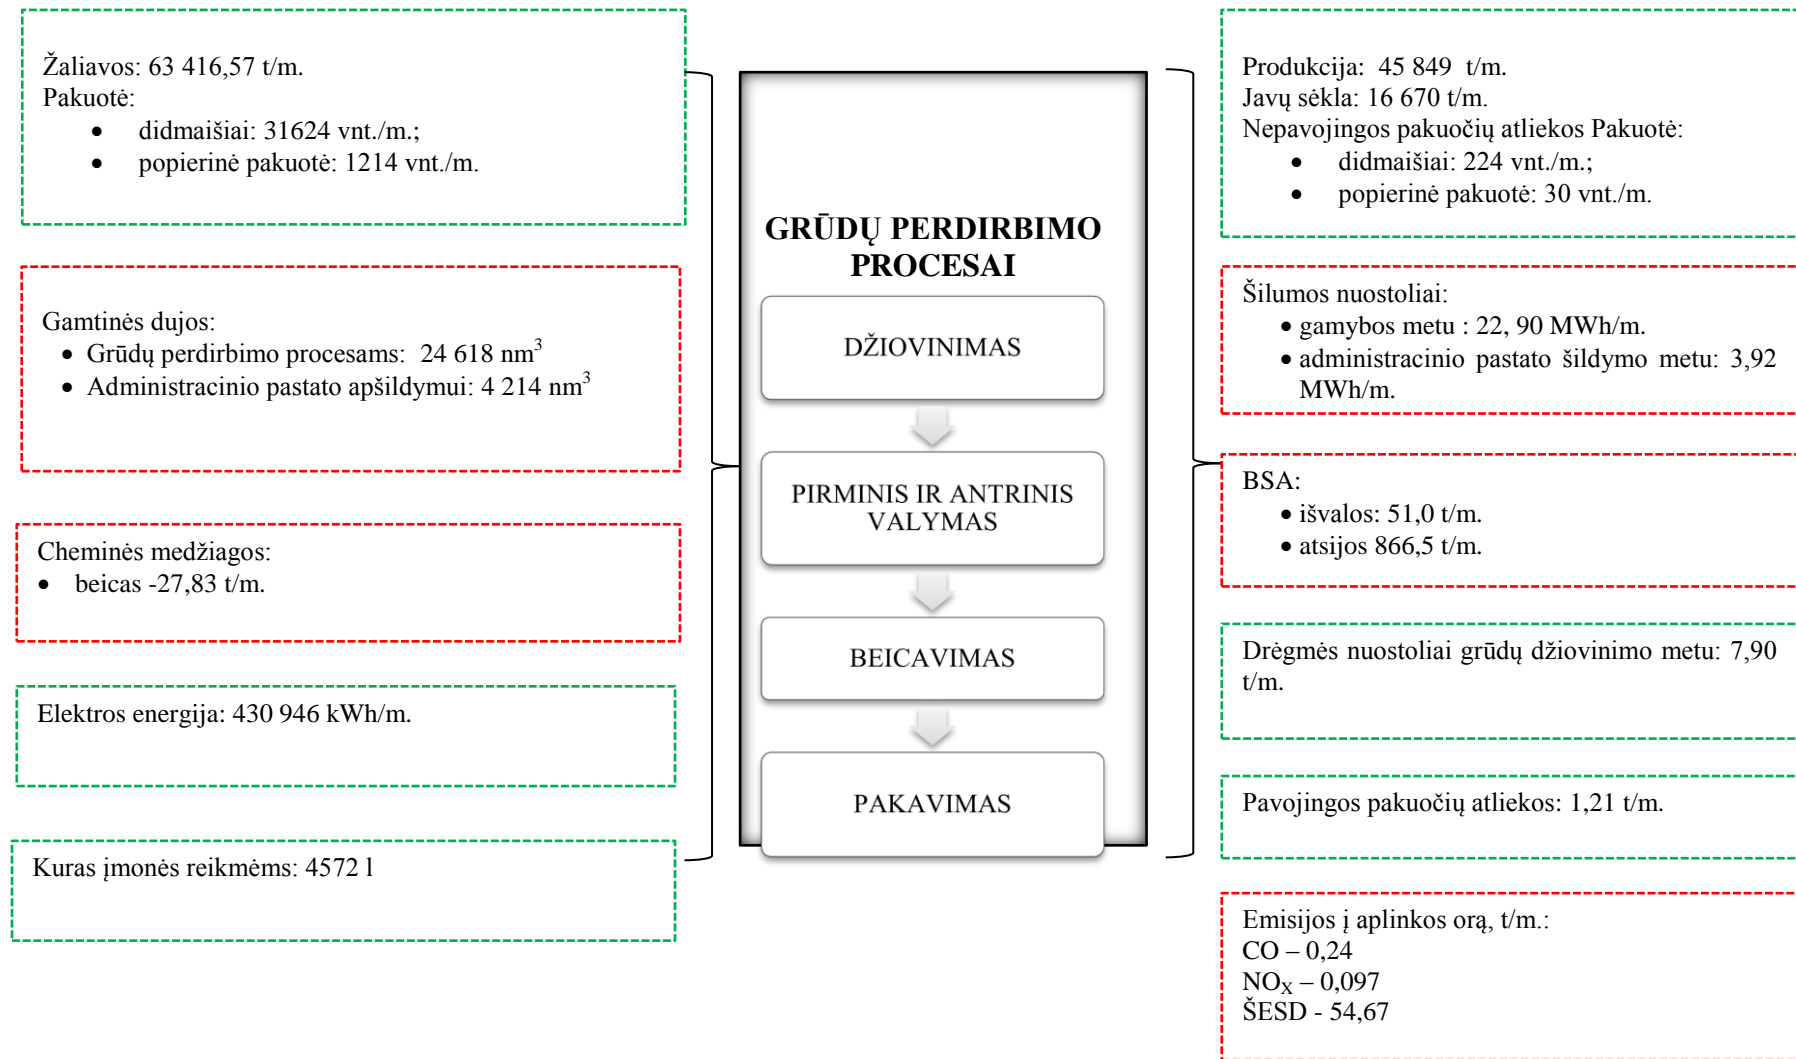 Žaliavos: 63 416,57 t/m.
Pakuotė:
• didmaišiai: 31624 vnt./m.;
• popierinė pakuotė: 1214 vnt./m.
Gamtinės dujos:
• Grūdų perdirbimo procesams: 24 618 nm³
• Administracinio pastato apšildymui: 4 214 nm³
Cheminės medžiagos:
• beicas -27,83 t/m.
Elektros energija: 430 946 kWh/m.
Kuras įmonės reikmėms: 4572 l
GRŪDŲ PERDIRBIMO
PROCESAI
DŽIOVINIMAS
PIRMINIS IR ANTRINIS
VALYMAS
BEICAVIMAS
PAKAVIMAS
Produkcija: 45 849 t/m.
Javų sėkla: 16 670 t/m.
Nepavojingos pakuočių atliekos Pakuotė:
• didmaišiai: 224 vnt./m.;
• popierinė pakuotė: 30 vnt./m.
Šilumos nuostoliai:
• gamybos metu : 22, 90 MWh/m.
• administracinio pastato šildymo metu: 3,92
MWh/m.
BSA:
• išvalos: 51,0 t/m.
• atsijos 866,5 t/m.
Drėgmės nuostoliai grūdų džiovinimo metu: 7,90
t/m.
Pavojingos pakuočių atliekos: 1,21 t/m.
Emisijos į aplinkos orą, t/m.:
CO – 0,24
NOX – 0,097
ŠESD - 54,67